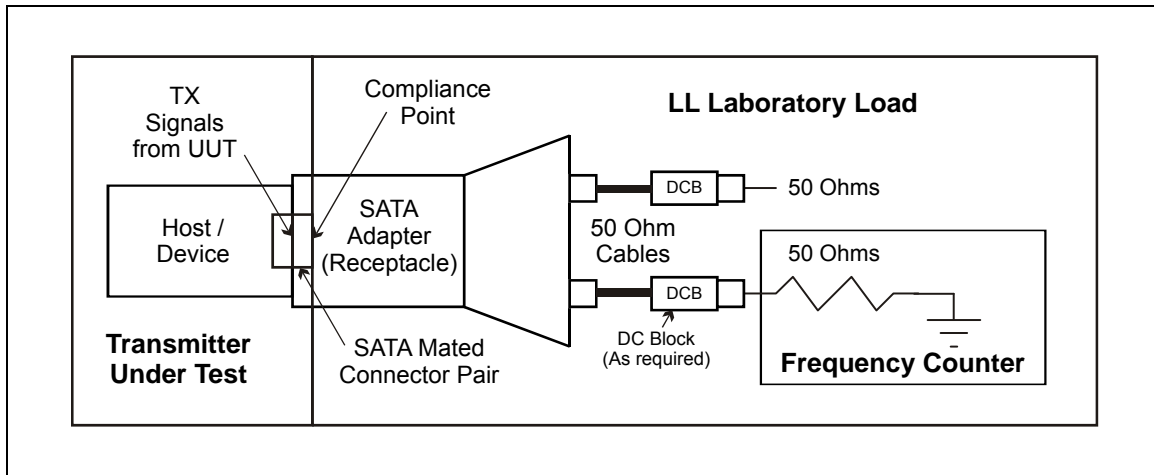 TX
Signals
from UUT
Compliance
Point
LL Laboratory Load
Host /
Device
SATA
Adapter
(Receptacle)
DCB
50 Ohms
50 Ohm
Cables
DCB
50 Ohms
DC Block
(As required)
Frequency Counter
Transmitter
Under Test
SATA Mated
Connector Pair